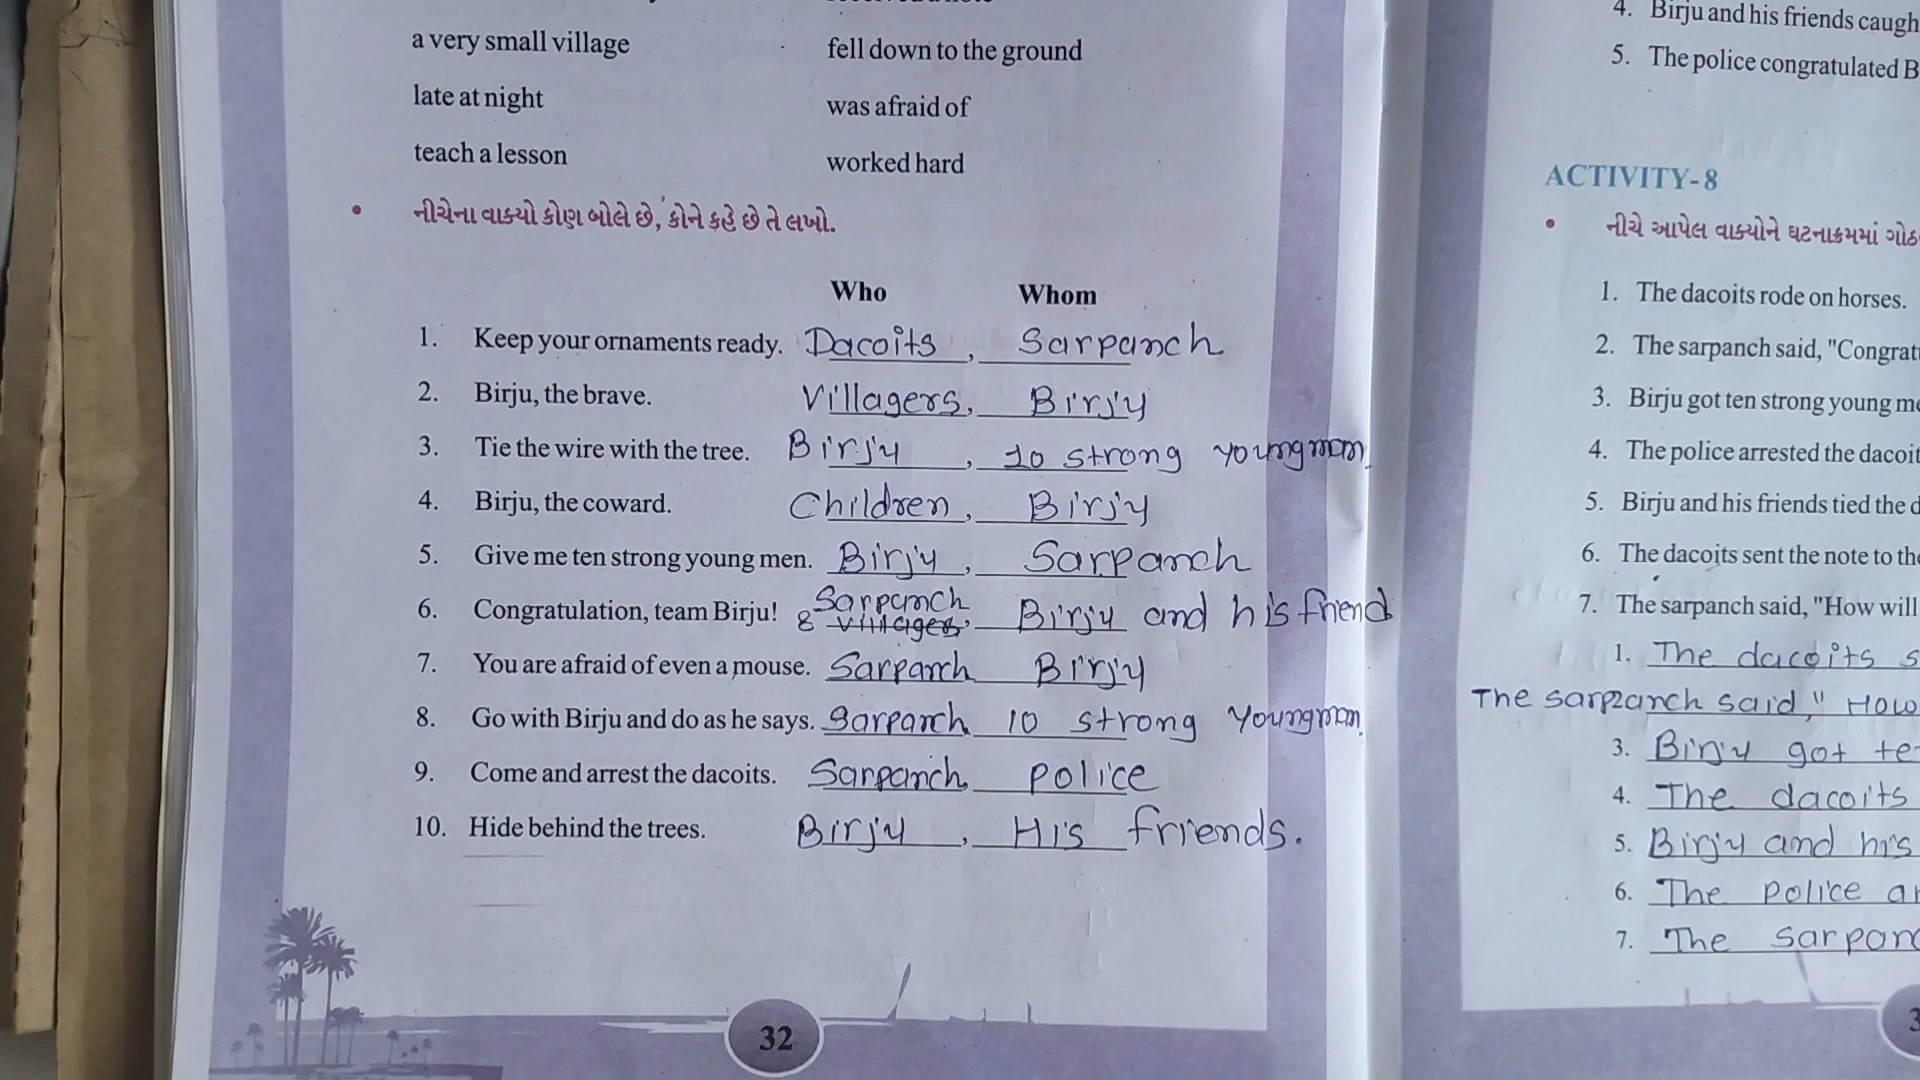 a very small village
fell down to the ground
late at night
was afraid of
teach a lesson
worked hard
• નીચેના વાક્યો કોણ બોલે છે, કોને કહે છે તે લખો.
Who Whom
1. Keep your ornaments ready. Dacoits, Sarpanch
2. Birju, the brave. Villagers, Birju
3. Tie the wire with the tree. Birju, 10 strong youngman.
4. Birju, the coward. Children, Birju
5. Give me ten strong young men. Birju, Sarpanch
6. Congratulation, team Birju! Sarpanch & Villages, Birju and his friend
7. You are afraid of even a mouse. Sarpanch Birju
8. Go with Birju and do as he says. Sarpanch, 10 strong Youngman.
9. Come and arrest the dacoits. Sarpanch, Police
10. Hide behind the trees. Birju, His friends.
32
4. Birju and his friends caugh
5. The police congratulated B
ACTIVITY-8
• નીચે આપેલ વાક્યોને ઘટનાક્રમમાં ગોઠ
1. The dacoits rode on horses.
2. The sarpanch said, "Congrat
3. Birju got ten strong young m
4. The police arrested the dacoit
5. Birju and his friends tied the d
6. The dacoits sent the note to the
7. The sarpanch said, "How will
1. The dacoits s
The sarpanch said, " How
3. Birju got te
4. The dacoits
5. Birju and his
6. The police ar
7. The Sarpanc
3